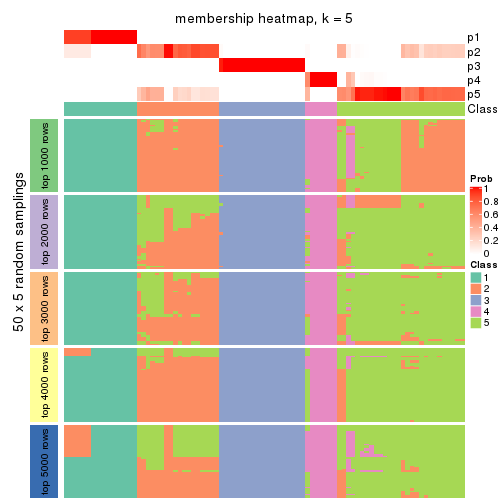 membership heatmap, k = 5
p1
p2
p3
p4
p5
Class
50 x 5 random samplings
top 1000 rows
top 2000 rows
top 3000 rows
top 4000 rows
top 5000 rows
Prob
1
0.8
0.6
0.4
0.2
0
Class
1
2
3
4
5